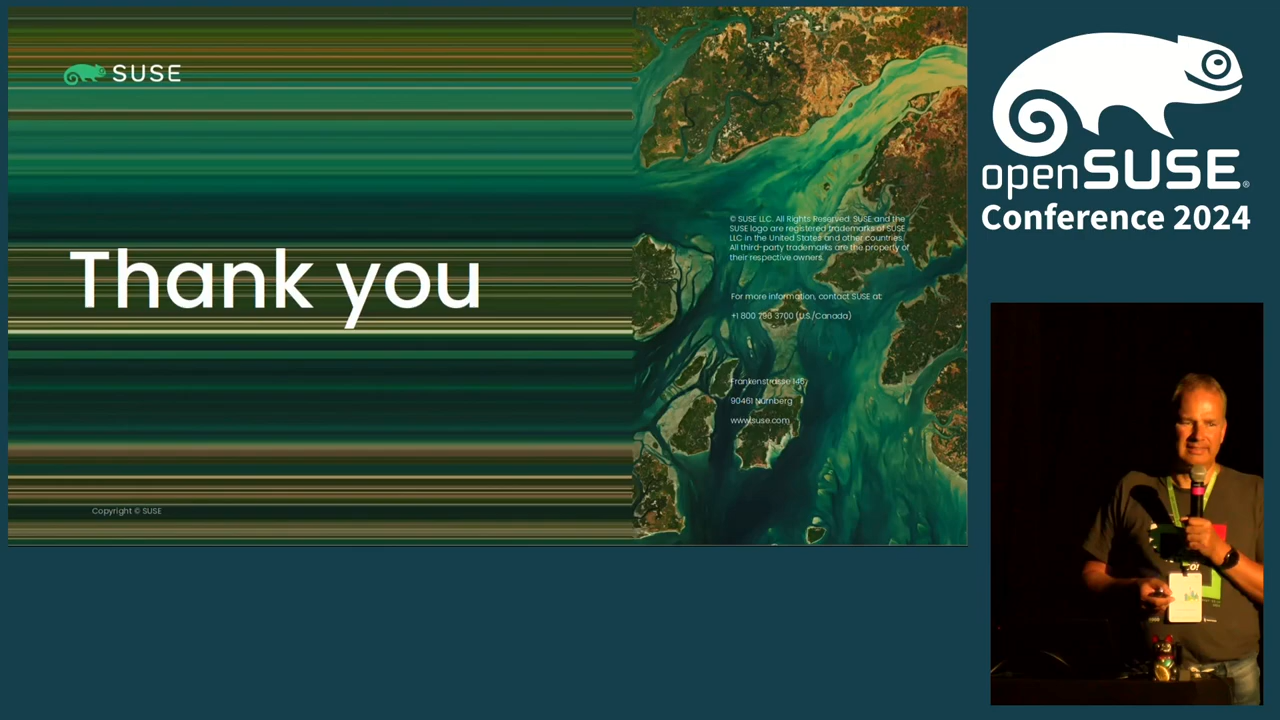 SUSE
Thank you
Copyright © SUSE
© SUSE LLC. All Rights Reserved. SUSE and the
SUSE logo are registered trademarks of SUSE
LLC in the United States and other countries.
All third-party trademarks are the property of
their respective owners.
For more information, contact SUSE at:
+1 800 796 3700 (U.S./Canada)
Frankenstrasse 146
90461 Nürnberg
www.suse.com
openSUSE®
Conference 2024